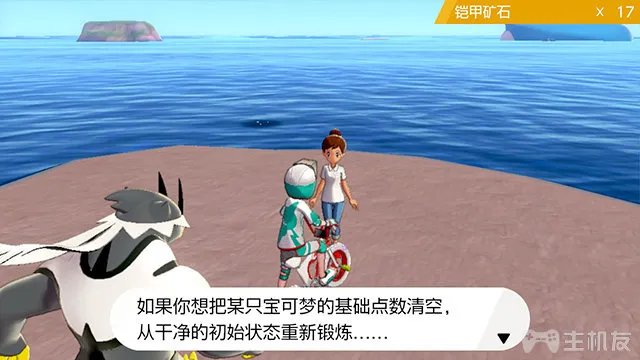 铠甲矿石 x 17
如果你想把某只宝可梦的基础点数清空，
从干净的初始状态重新锻炼……
主机友